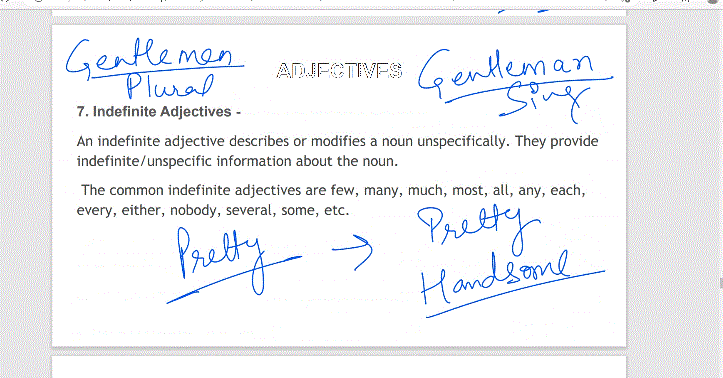 Gentlemen
Plural
ADJECTIVES
Gentleman
Sing
7. Indefinite Adjectives -
An indefinite adjective describes or modifies a noun unspecifically. They provide
indefinite/unspecific information about the noun.
The common indefinite adjectives are few, many, much, most, all, any, each,
every, either, nobody, several, some, etc.
Pretty → Pretty
Handsome